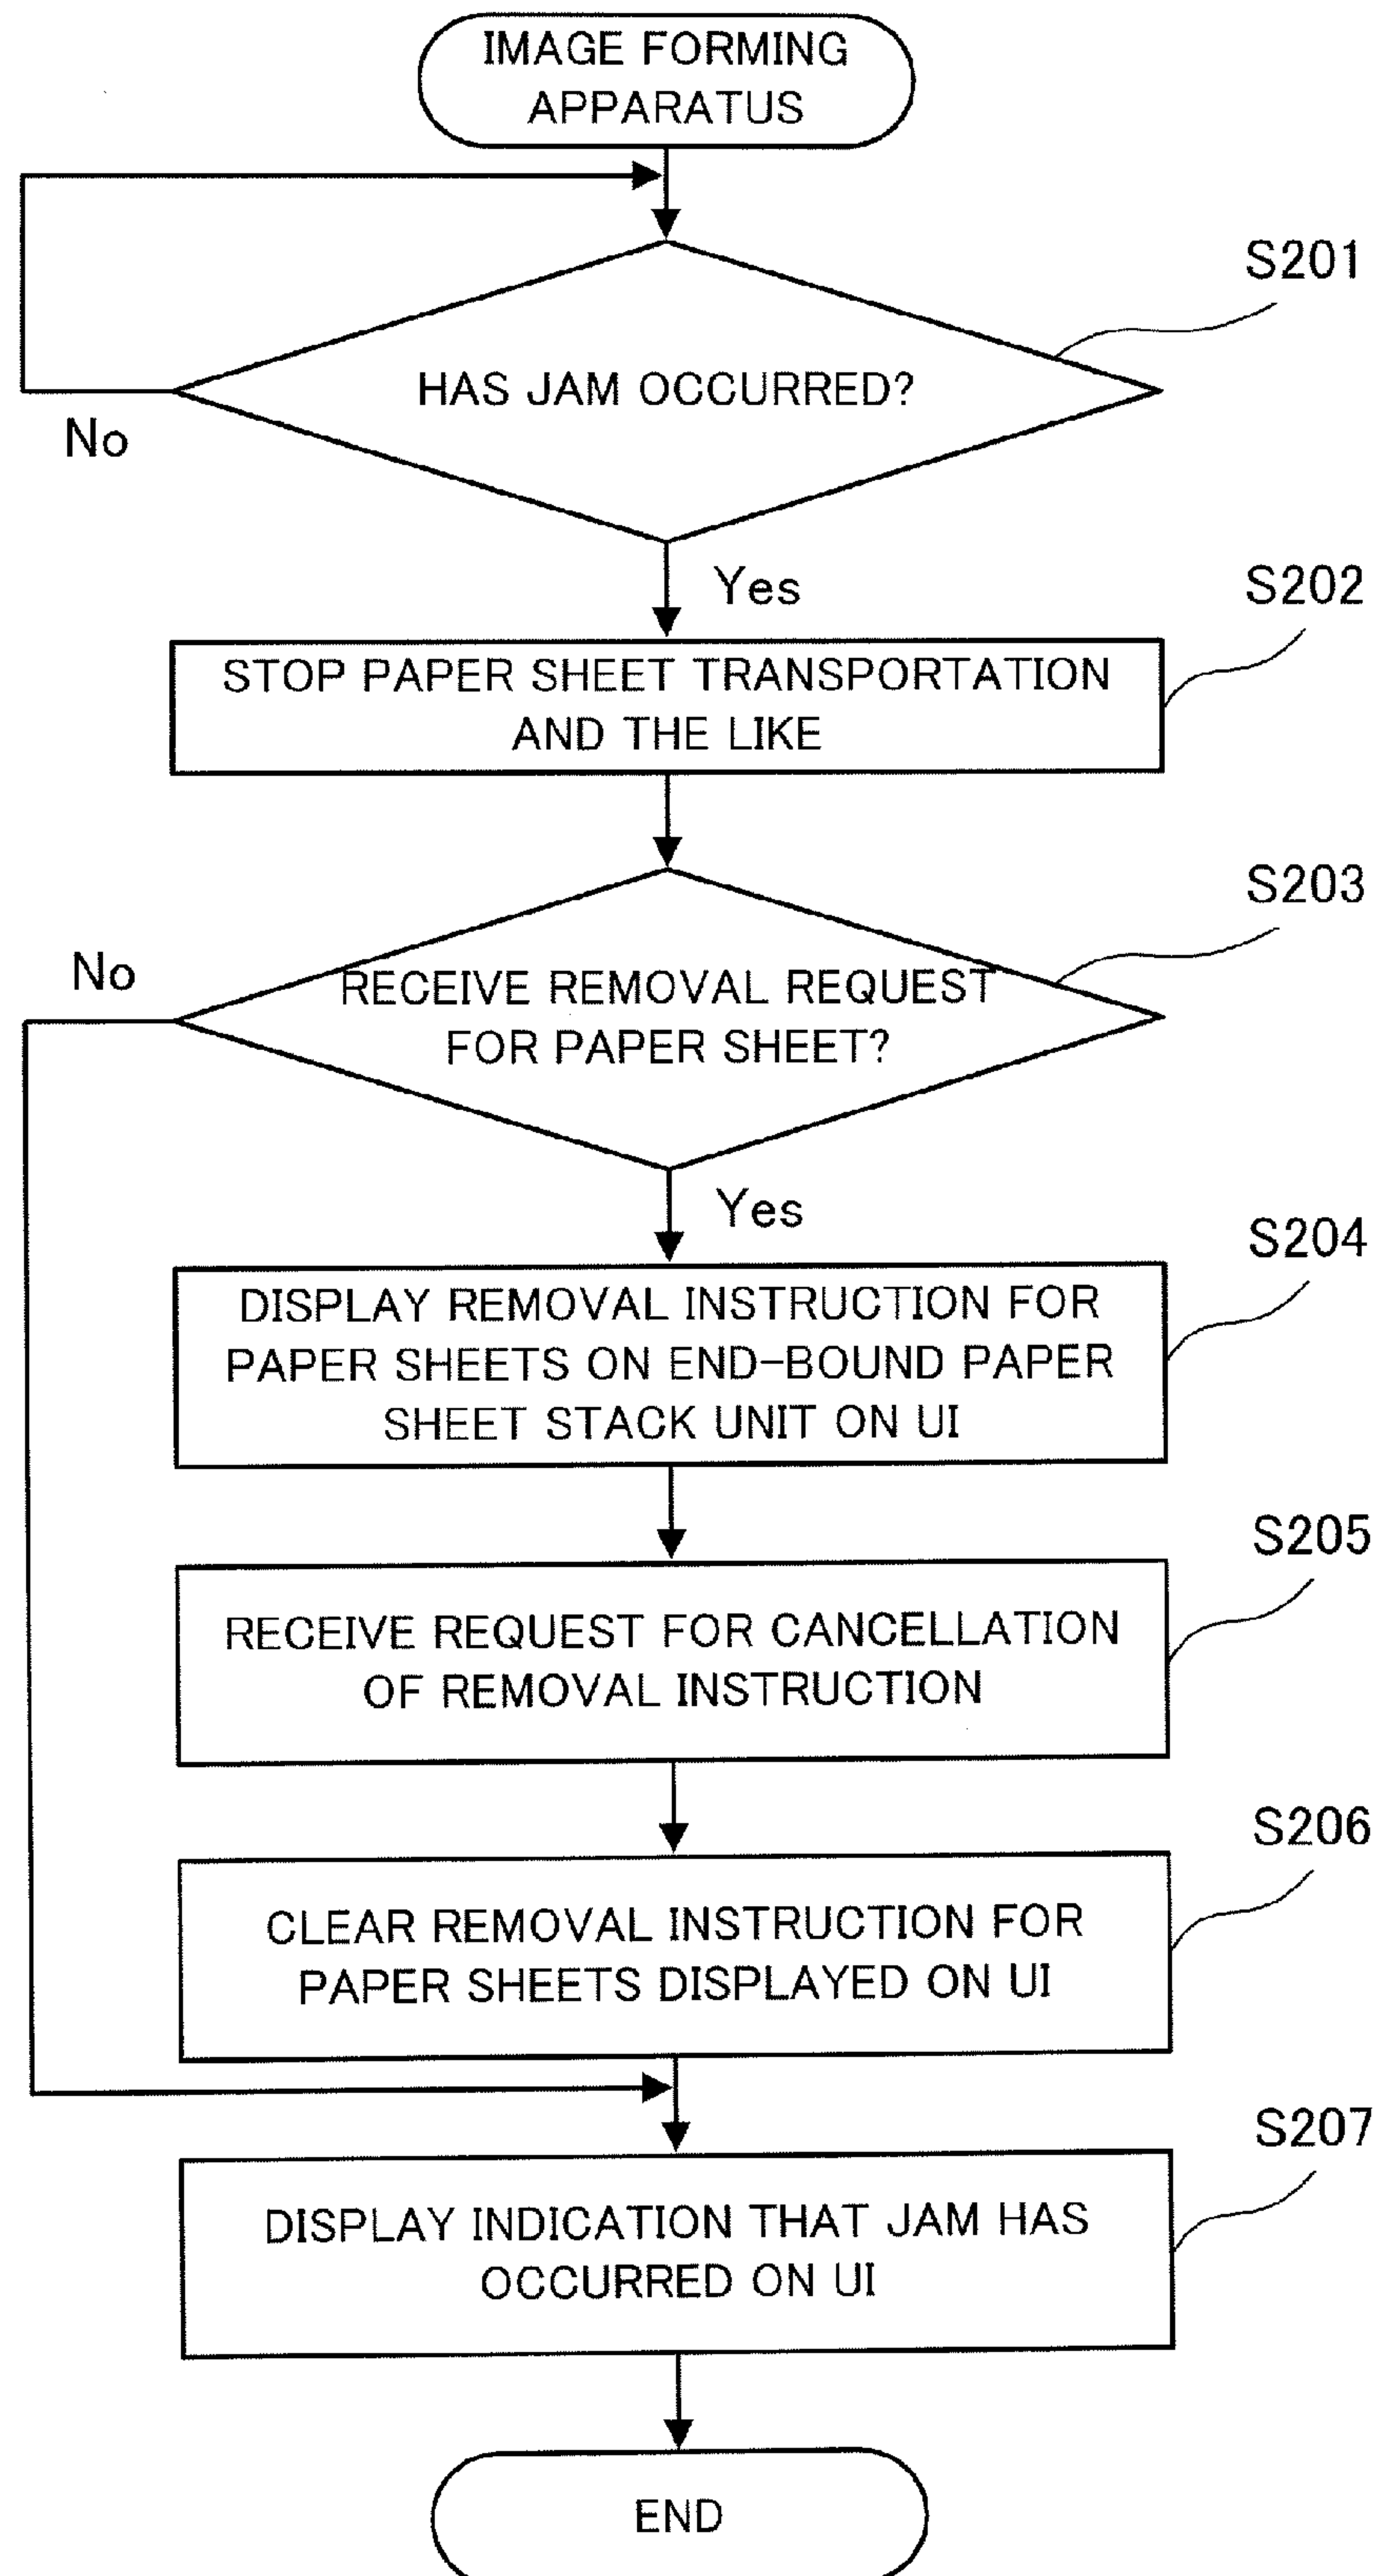 IMAGE FORMING
APPARATUS
S201
HAS JAM OCCURRED?
No
Yes
S202
STOP PAPER SHEET TRANSPORTATION
AND THE LIKE
S203
No
RECEIVE REMOVAL REQUEST
FOR PAPER SHEET?
Yes
S204
DISPLAY REMOVAL INSTRUCTION FOR
PAPER SHEETS ON END-BOUND PAPER
SHEET STACK UNIT ON UI
S205
RECEIVE REQUEST FOR CANCELLATION
OF REMOVAL INSTRUCTION
S206
CLEAR REMOVAL INSTRUCTION FOR
PAPER SHEETS DISPLAYED ON UI
S207
DISPLAY INDICATION THAT JAM HAS
OCCURRED ON UI
END